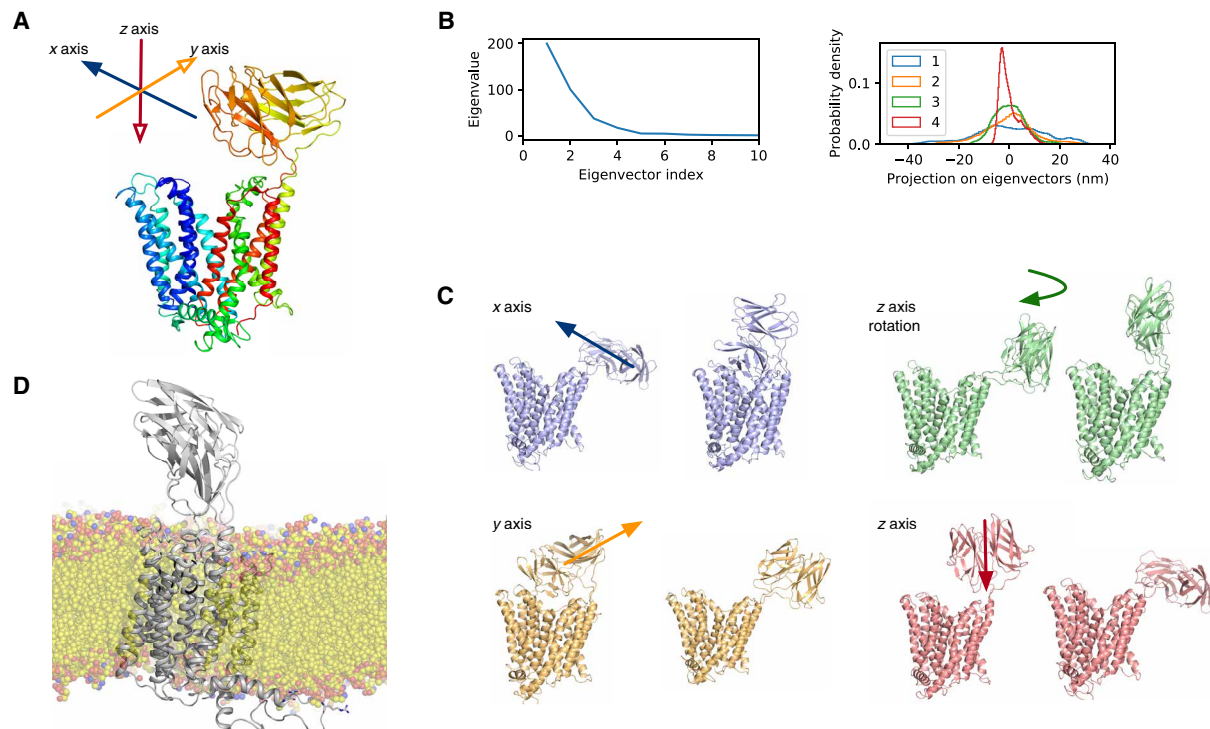 A
z axis
x axis
y axis
B
Eigenvalue
200
100
0
0
2
4
6
8
10
Eigenvector index
Probability density
0.1
0.0
1
2
3
4
−40
−20
0
20
40
Projection on eigenvectors (nm)
C
x axis
z axis
rotation
D
y axis
z axis